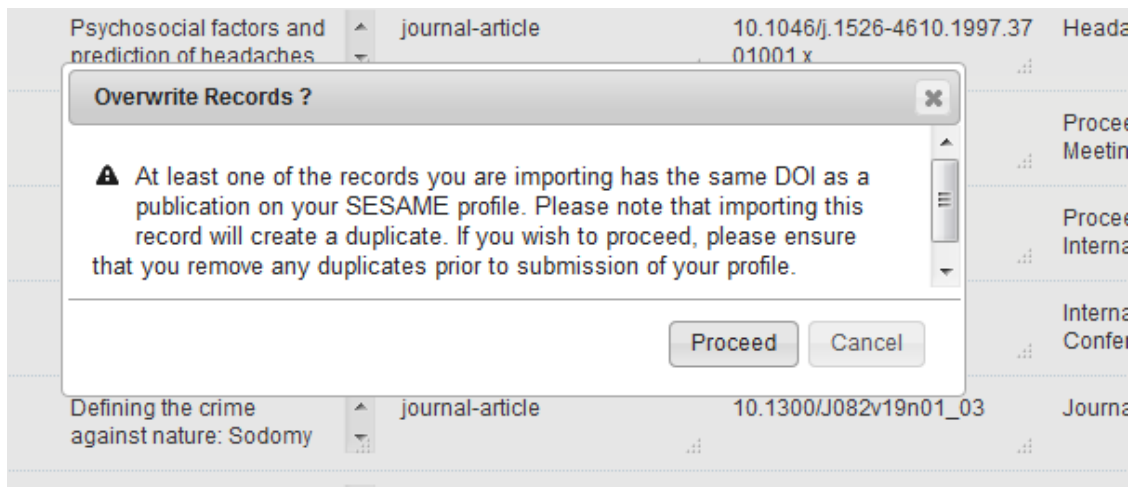 Psychosocial factors and journal-article 10.1046/j.1526-4610.1997.37 Heada
prediction of headaches 01001.x
Overwrite Records ?
Procee
Meetin
At least one of the records you are importing has the same DOI as a
publication on your SESAME profile. Please note that importing this
record will create a duplicate. If you wish to proceed, please ensure
that you remove any duplicates prior to submission of your profile.
Procee
Interna
Proceed Cancel
Interna
Confer
Defining the crime journal-article 10.1300/J082v19n01_03 Journa
against nature: Sodomy